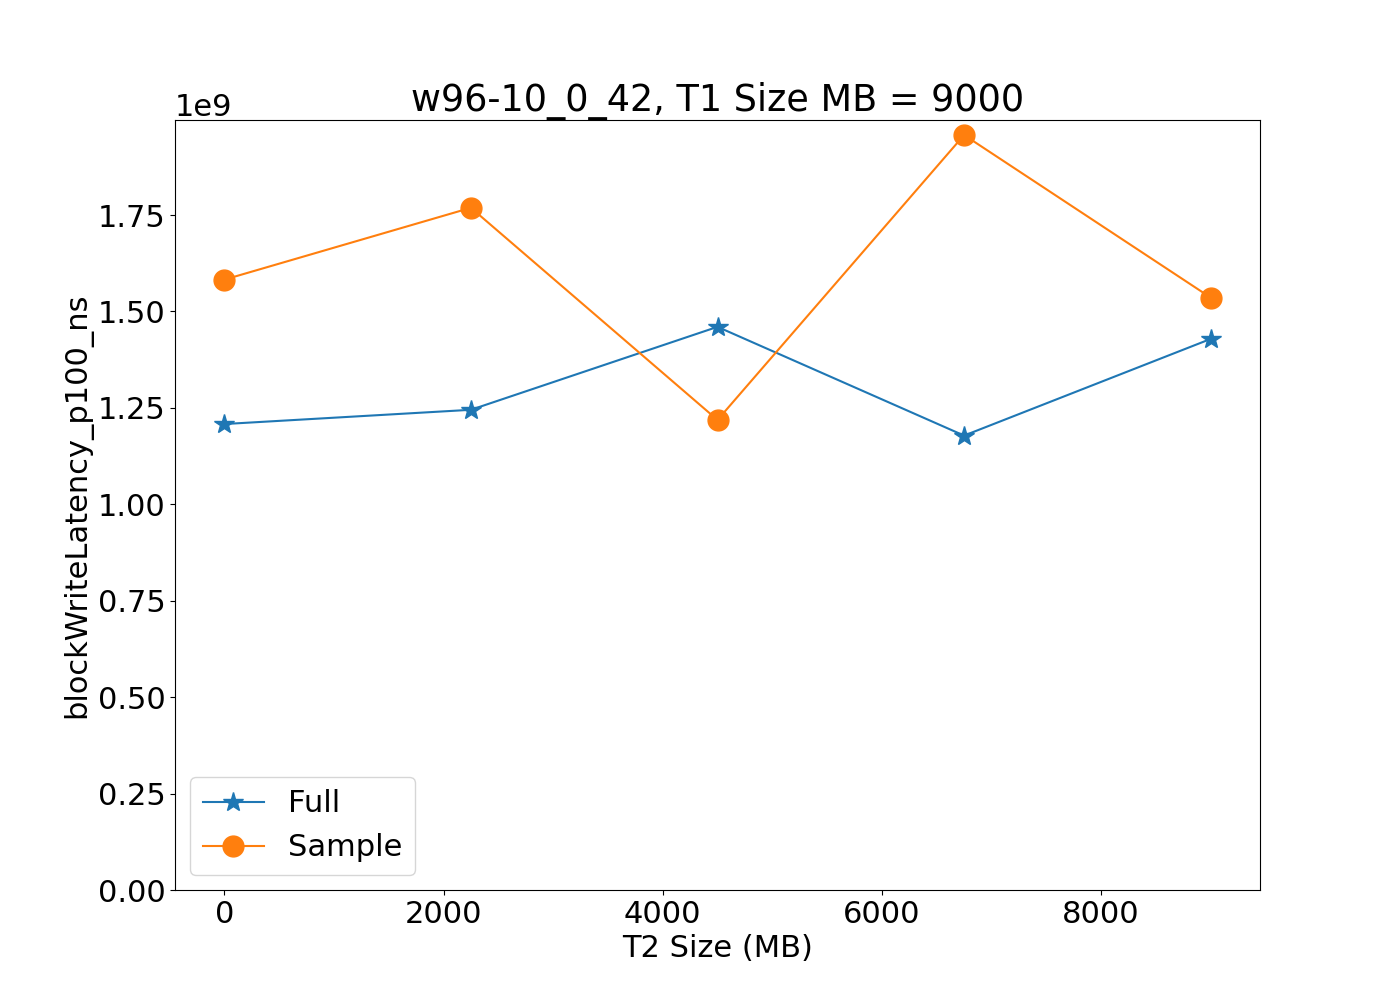 w96-10_0_42, T1 Size MB = 9000
1e9
1.75
1.50
1.25
1.00
0.75
0.50
0.25
0.00
blockWriteLatency_p100_ns
Full
Sample
0 2000 4000 6000 8000
T2 Size (MB)